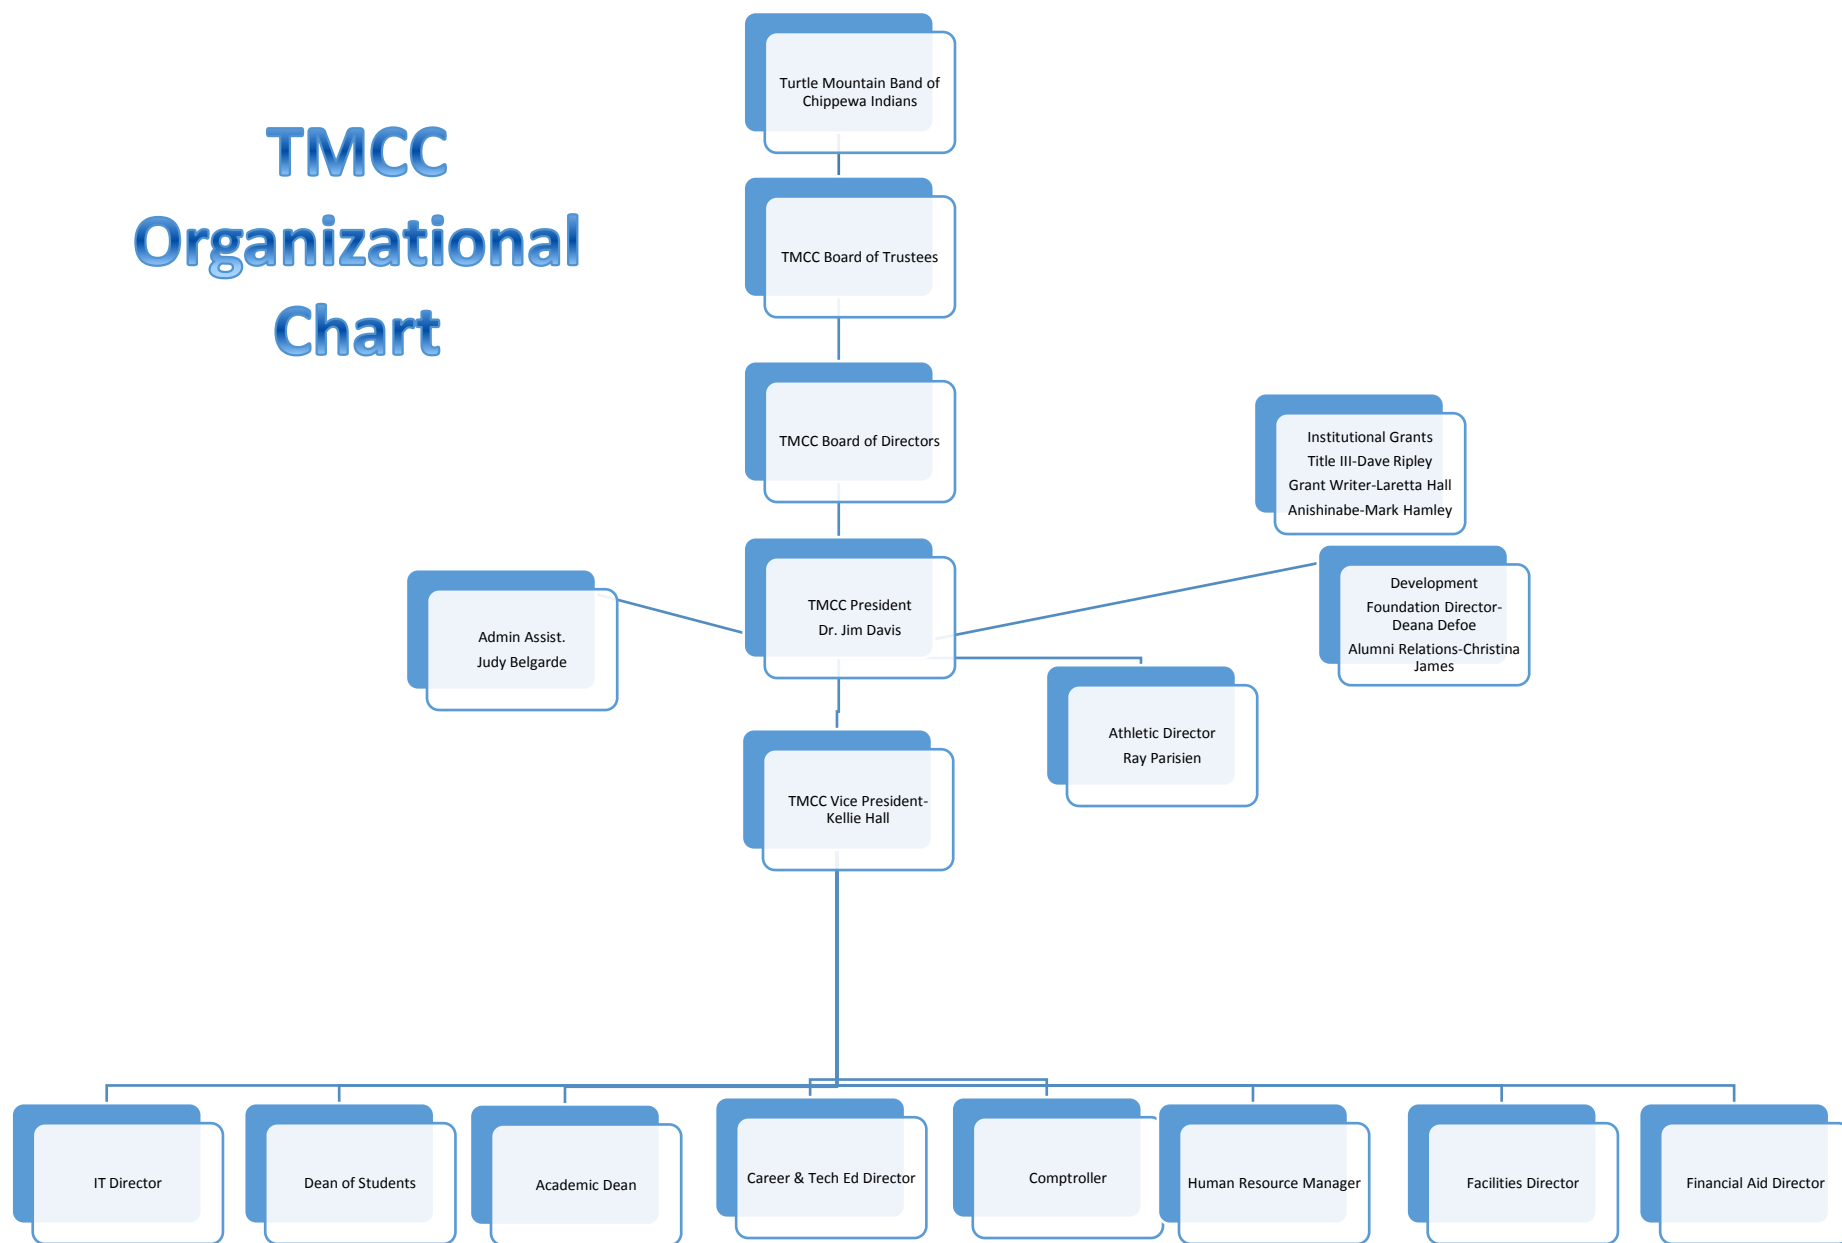 TMCC
Organizational
Chart
Turtle Mountain Band of
Chippewa Indians
TMCC Board of Trustees
TMCC Board of Directors
Institutional Grants
Title III-Dave Ripley
Grant Writer-Laretta Hall
Anishinabe-Mark Hamley
Development
Foundation Director-
Deana Defoe
Alumni Relations-Christina
James
TMCC President
Dr. Jim Davis
Admin Assist.
Judy Belgarde
Athletic Director
Ray Parisien
TMCC Vice President-
Kellie Hall
IT Director
Dean of Students
Academic Dean
Career & Tech Ed Director
Comptroller
Human Resource Manager
Facilities Director
Financial Aid Director